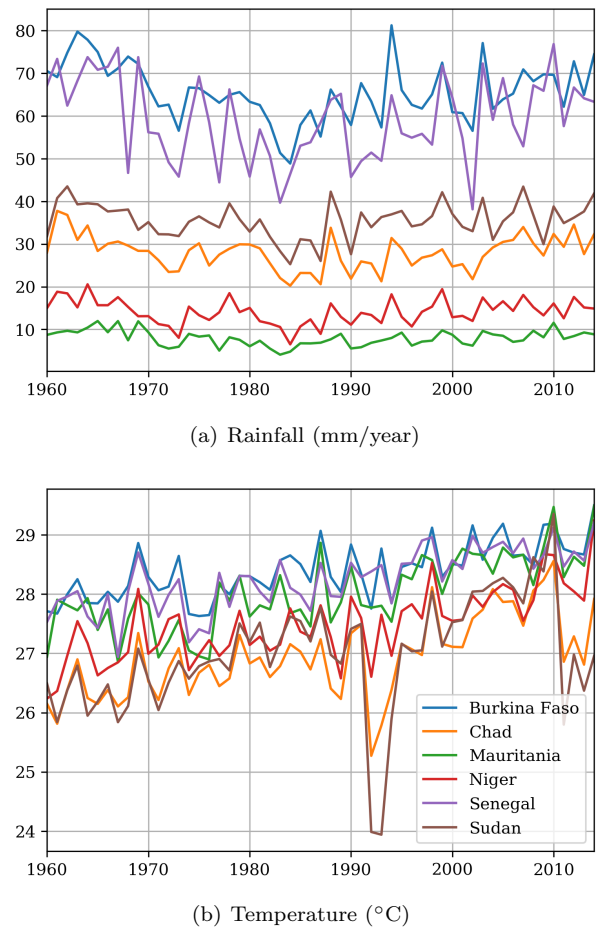 80
70
60
50
40
30
20
10
1960 1970 1980 1990 2000 2010
(a) Rainfall (mm/year)
29
28
27
26
25
24
Burkina Faso
Chad
Mauritania
Niger
Senegal
Sudan
1960 1970 1980 1990 2000 2010
(b) Temperature (°C)